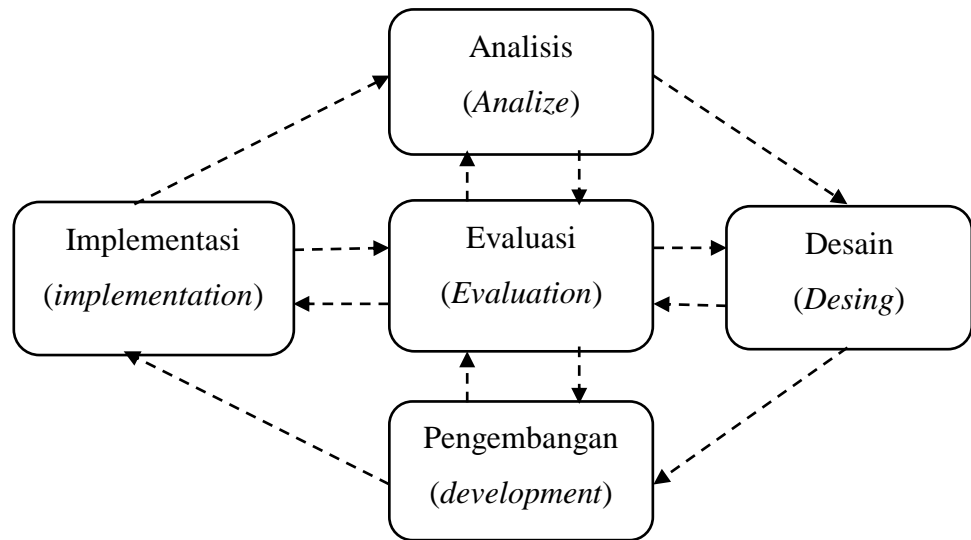 Analisis
(Analize)
Implementasi
(implementation)
Evaluasi
(Evaluation)
Desain
(Desing)
Pengembangan
(development)